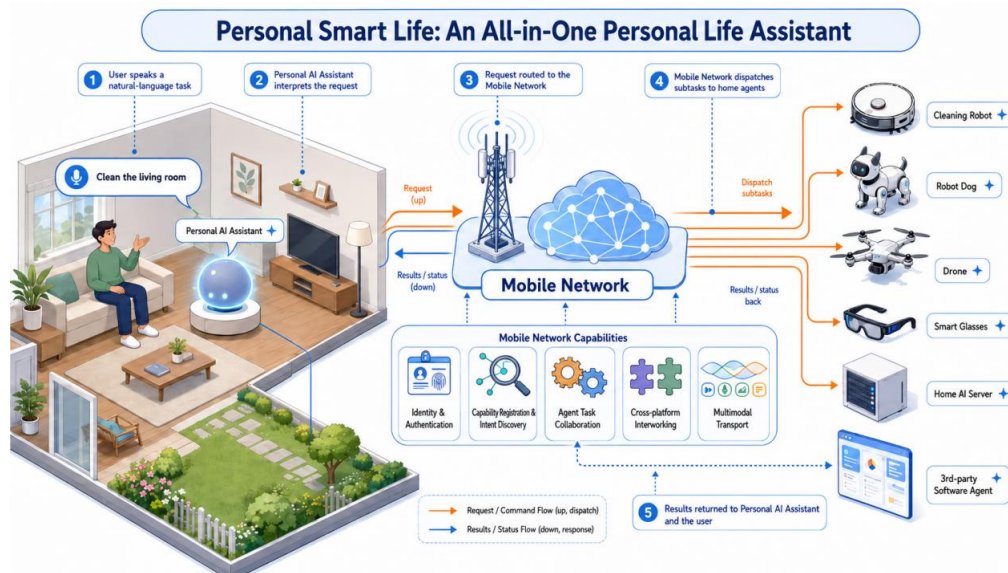 Personal Smart Life: An All-in-One Personal Life Assistant
1 User speaks a
natural-language task
2 Personal AI Assistant
interprets the request
3 Request routed to the
Mobile Network
4 Mobile Network dispatches
subtasks to home agents
Clean the living room
Personal AI Assistant
Request
(up)
Results / status
(down)
Mobile Network
Dispatch
subtasks
Results / status
back
Cleaning Robot
Robot Dog
Drone
Smart Glasses
Home AI Server
3rd-party
Software Agent
Mobile Network Capabilities
Identity &
Authentication
Capability Registration &
Intent Discovery
Agent Task
Collaboration
Cross-platform
Interworking
Multimodal
Transport
Request / Command Flow (up, dispatch)
Results / Status Flow (down, response)
5 Results returned to Personal AI Assistant
and the user